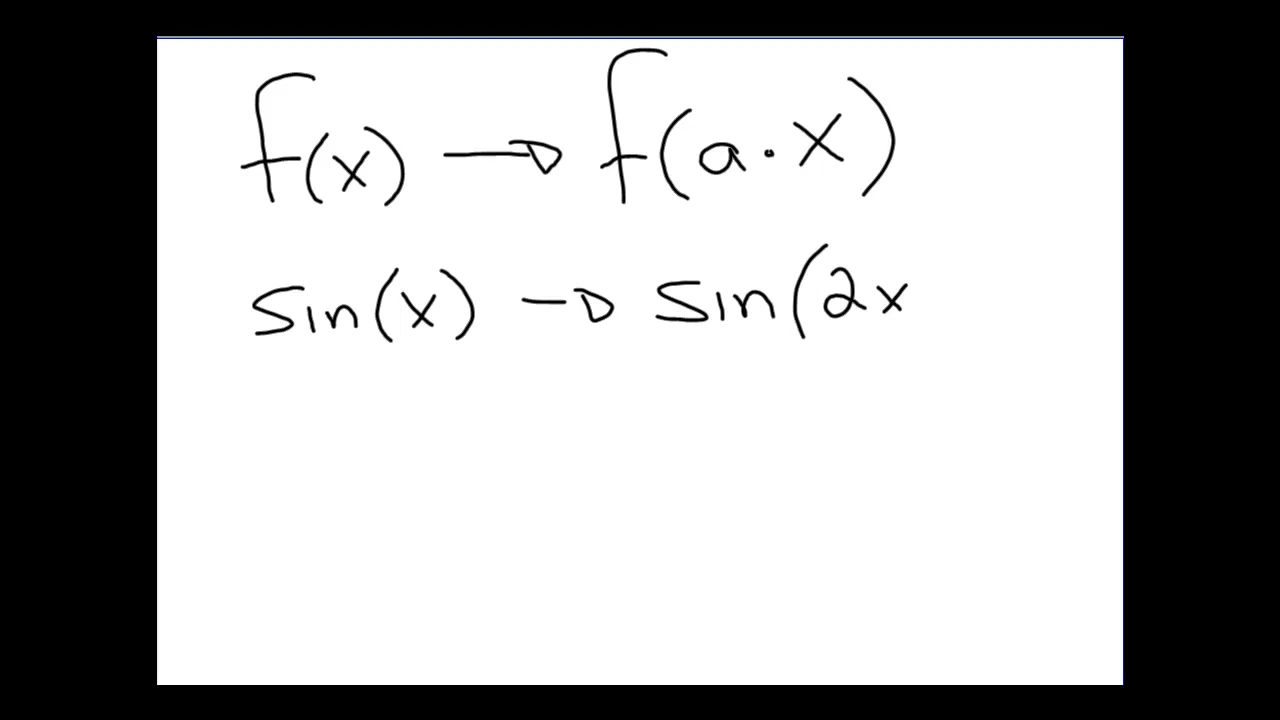 f(x) → f(a·x)
sin(x) → sin(2x